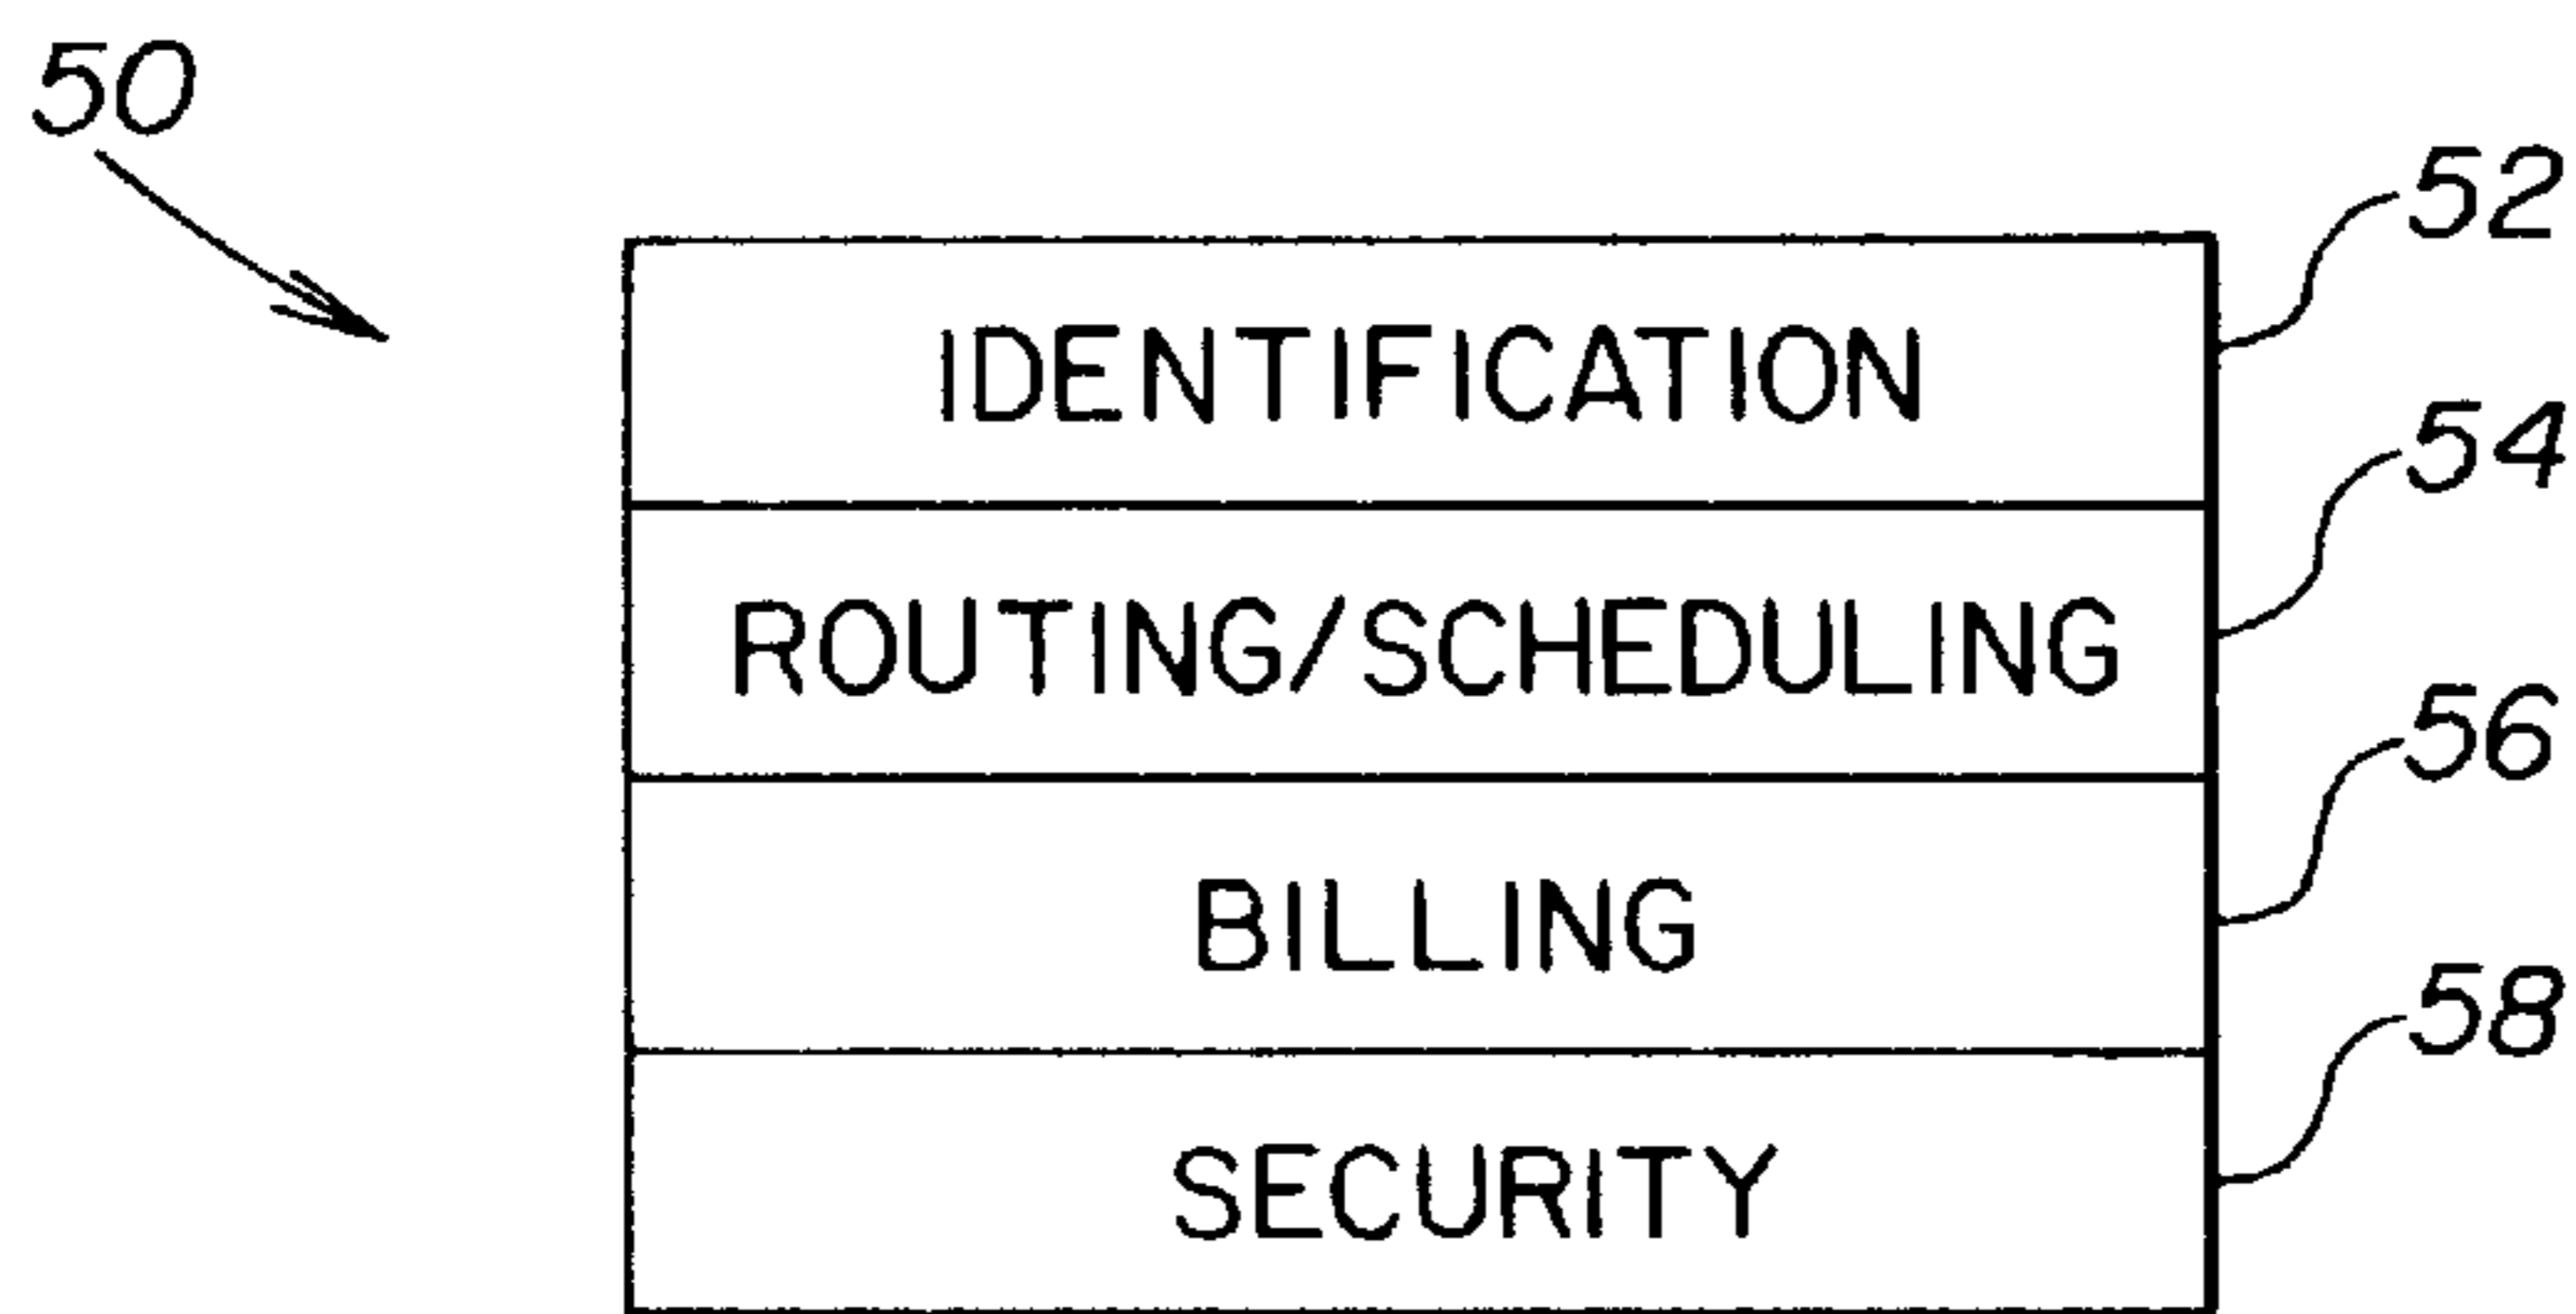 50
52
IDENTIFICATION
54
ROUTING/SCHEDULING
56
BILLING
58
SECURITY